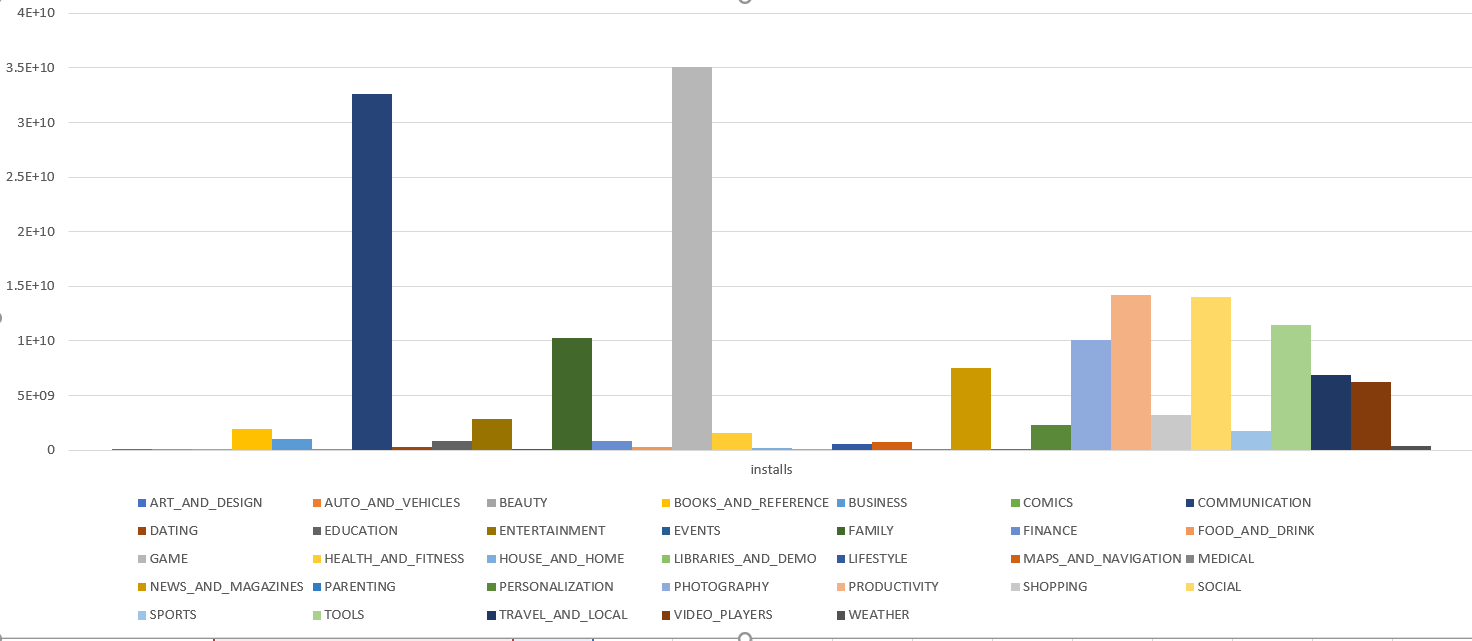 4E+10
3.5E+10
3E+10
2.5E+10
2E+10
1.5E+10
1E+10
5E+09
0
installs
ART_AND_DESIGN AUTO_AND_VEHICLES BEAUTY BOOKS_AND_REFERENCE BUSINESS COMICS COMMUNICATION
DATING EDUCATION ENTERTAINMENT EVENTS FAMILY FINANCE FOOD_AND_DRINK
GAME HEALTH_AND_FITNESS HOUSE_AND_HOME LIBRARIES_AND_DEMO LIFESTYLE MAPS_AND_NAVIGATION MEDICAL
NEWS_AND_MAGAZINES PARENTING PERSONALIZATION PHOTOGRAPHY PRODUCTIVITY SHOPPING SOCIAL
SPORTS TOOLS TRAVEL_AND_LOCAL VIDEO_PLAYERS WEATHER